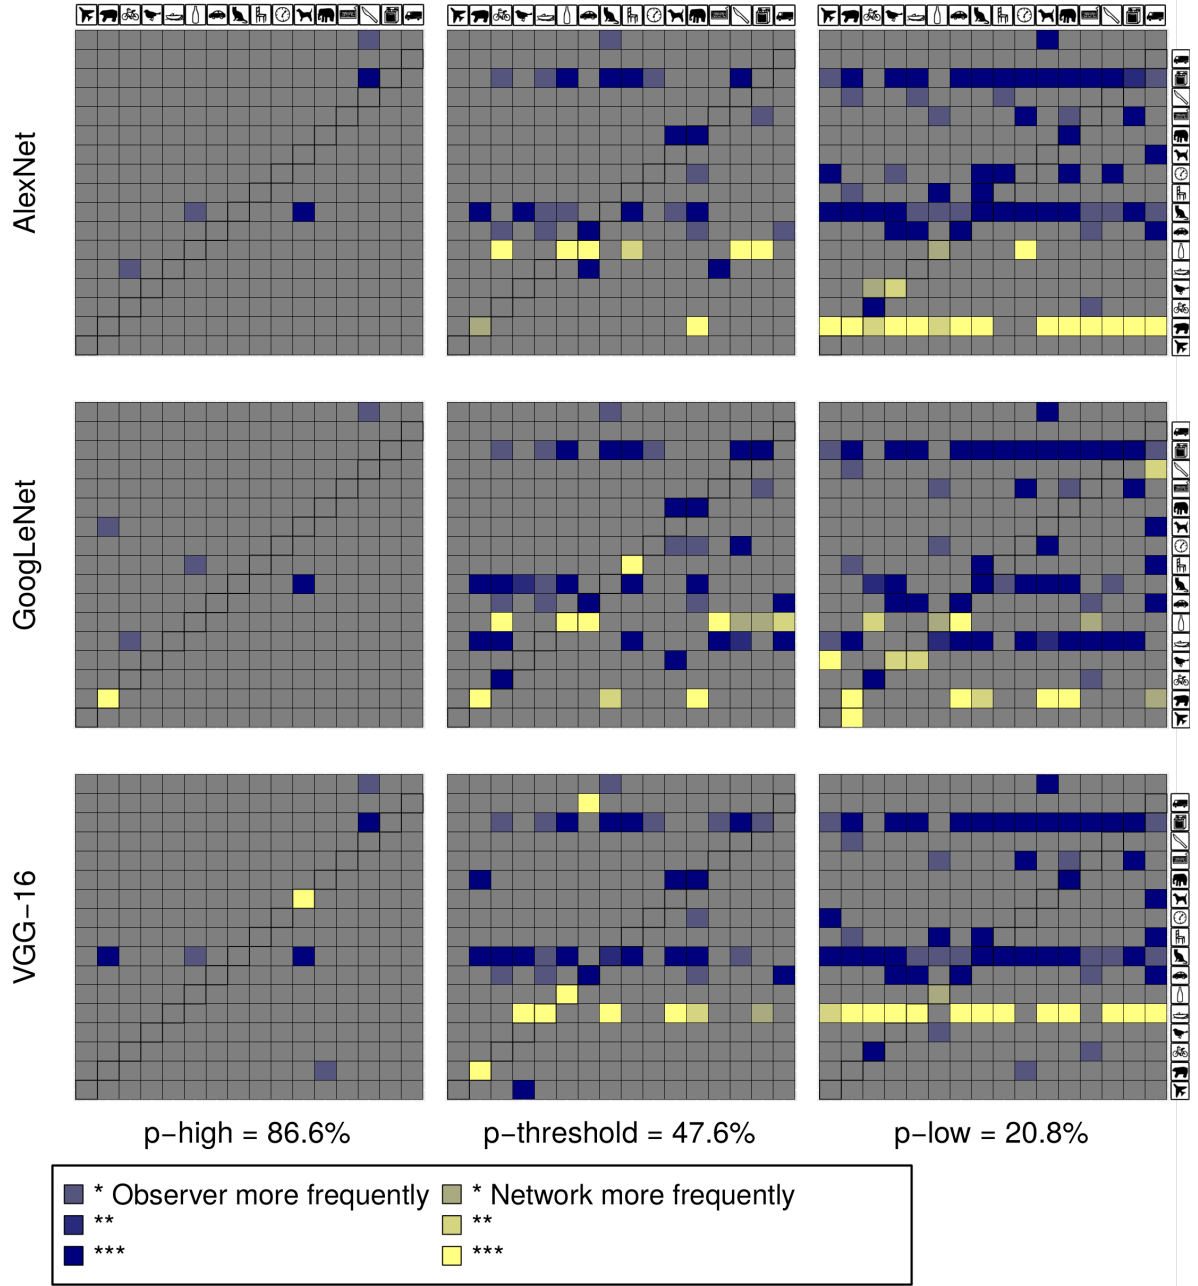 AlexNet
GoogLeNet
VGG−16
p−high = 86.6%
p−threshold = 47.6%
p−low = 20.8%
* Observer more frequently
* Network more frequently
**
**
***
***